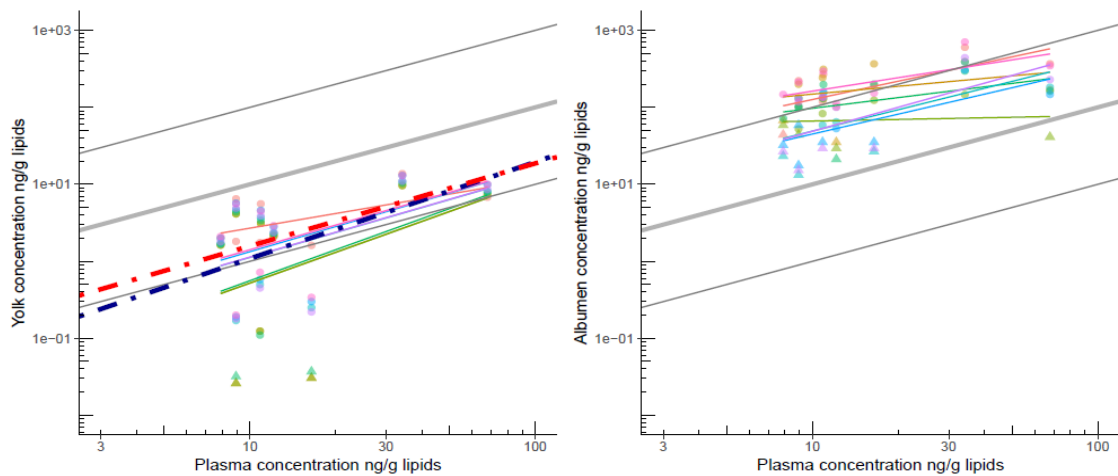 1e+03
1e+01
1e-01
Yolk concentration ng/g lipids
3
10
30
100
Plasma concentration ng/g lipids
1e+03
1e+01
1e-01
Albumen concentration ng/g lipids
3
10
30
100
Plasma concentration ng/g lipids